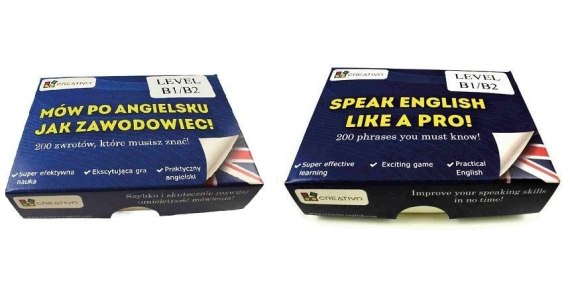 CREATIVO
LEVEL
B1/B2
MÓW PO ANGIELSKU
JAK ZAWODOWIEC!
200 zwrotów, które musisz znać!
Super efektywna
nauka
Ekscytująca gra
Praktyczny
angielski
CREATIVO
Szybko i skutecznie rozwiń
umiejętność mówienia!
CREATIVO
LEVEL
B1/B2
SPEAK ENGLISH
LIKE A PRO!
200 phrases you must know!
Super effective
learning
Exciting game
Practical
English
CREATIVO
Improve your speaking skills
in no time!